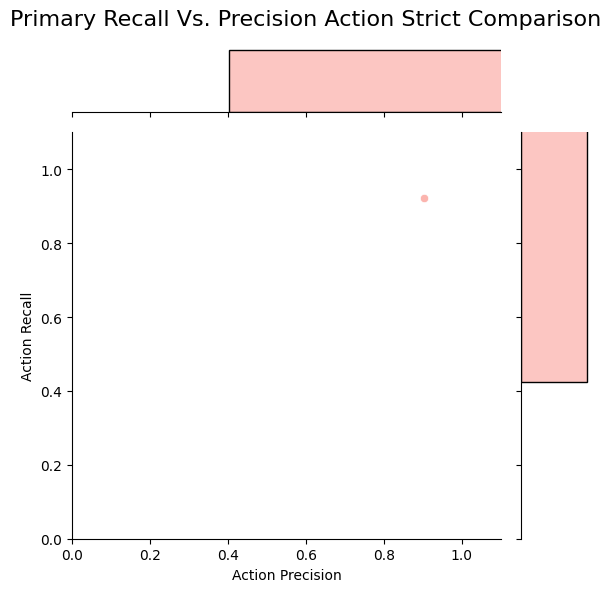 Primary Recall Vs. Precision Action Strict Comparison
1.0
0.8
0.6
0.4
0.2
0.0
Action Recall
0.0 0.2 0.4 0.6 0.8 1.0
Action Precision